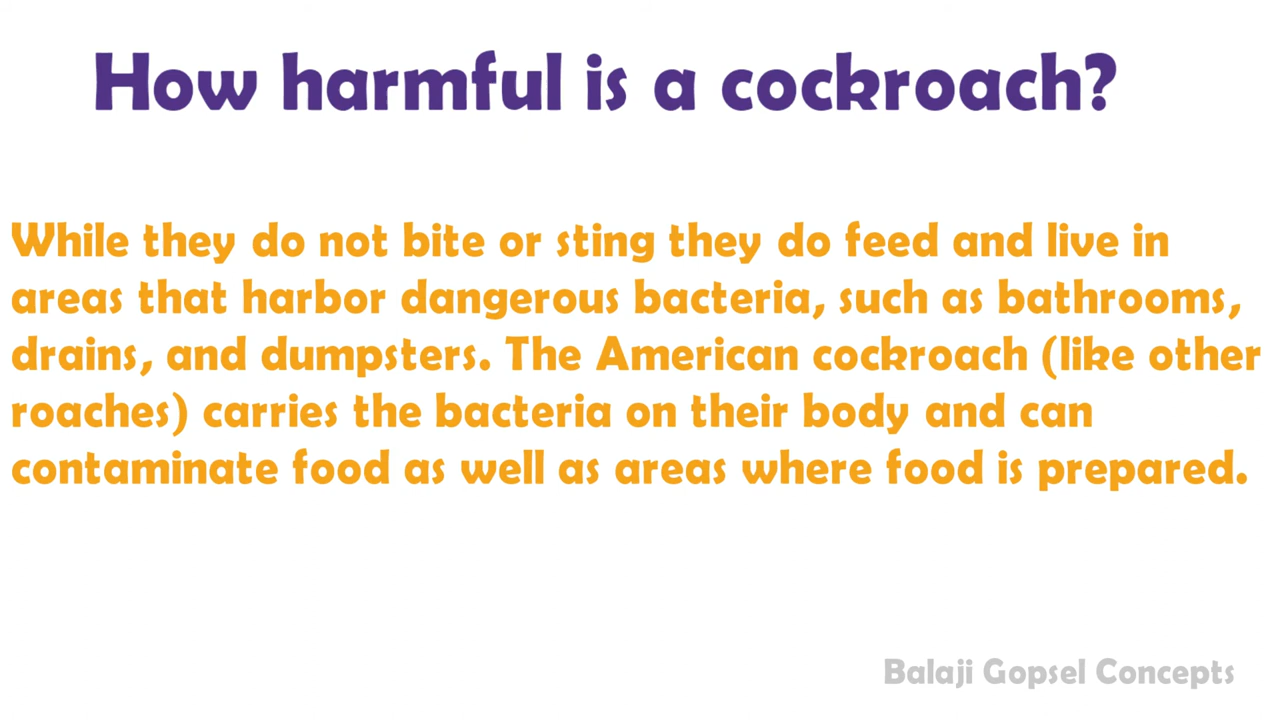 How harmful is a cockroach?
While they do not bite or sting they do feed and live in
areas that harbor dangerous bacteria, such as bathrooms,
drains, and dumpsters. The American cockroach (like other
roaches) carries the bacteria on their body and can
contaminate food as well as areas where food is prepared.
Balaji Gopsel Concepts